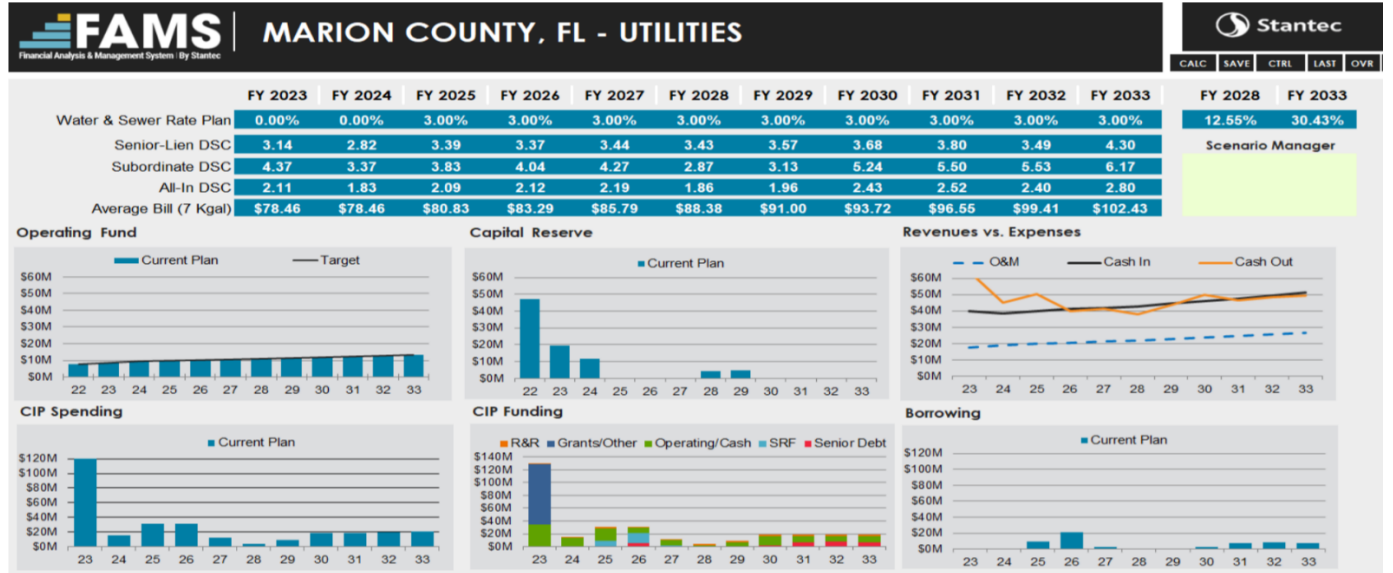 FAMS
Financial Analysis & Management System | By Stantec
MARION COUNTY, FL - UTILITIES
Stantec
CALC SAVE CTRL LAST OVR
FY 2023 FY 2024 FY 2025 FY 2026 FY 2027 FY 2028 FY 2029 FY 2030 FY 2031 FY 2032 FY 2033 FY 2028 FY 2033
Water & Sewer Rate Plan 0.00% 0.00% 3.00% 3.00% 3.00% 3.00% 3.00% 3.00% 3.00% 3.00% 3.00% 12.55% 30.43%
Senior-Lien DSC 3.14 2.82 3.39 3.37 3.44 3.43 3.57 3.68 3.80 3.49 4.30 Scenario Manager
Subordinate DSC 4.37 3.37 3.83 4.04 4.27 2.87 3.13 5.24 5.50 5.53 6.17
All-In DSC 2.11 1.83 2.09 2.12 2.19 1.86 1.96 2.43 2.52 2.40 2.80
Average Bill (7 Kgal) $78.46 $78.46 $80.83 $83.29 $85.79 $88.38 $91.00 $93.72 $96.55 $99.41 $102.43
Operating Fund
Current Plan Target
$60M
$50M
$40M
$30M
$20M
$10M
$0M
22 23 24 25 26 27 28 29 30 31 32 33
Capital Reserve
Current Plan
$60M
$50M
$40M
$30M
$20M
$10M
$0M
22 23 24 25 26 27 28 29 30 31 32 33
Revenues vs. Expenses
O&M Cash In Cash Out
$60M
$50M
$40M
$30M
$20M
$10M
$0M
23 24 25 26 27 28 29 30 31 32 33
CIP Spending
Current Plan
$120M
$100M
$80M
$60M
$40M
$20M
$0M
23 24 25 26 27 28 29 30 31 32 33
CIP Funding
R&R Grants/Other Operating/Cash SRF Senior Debt
$140M
$120M
$100M
$80M
$60M
$40M
$20M
$0M
23 24 25 26 27 28 29 30 31 32 33
Borrowing
Current Plan
$120M
$100M
$80M
$60M
$40M
$20M
$0M
23 24 25 26 27 28 29 30 31 32 33